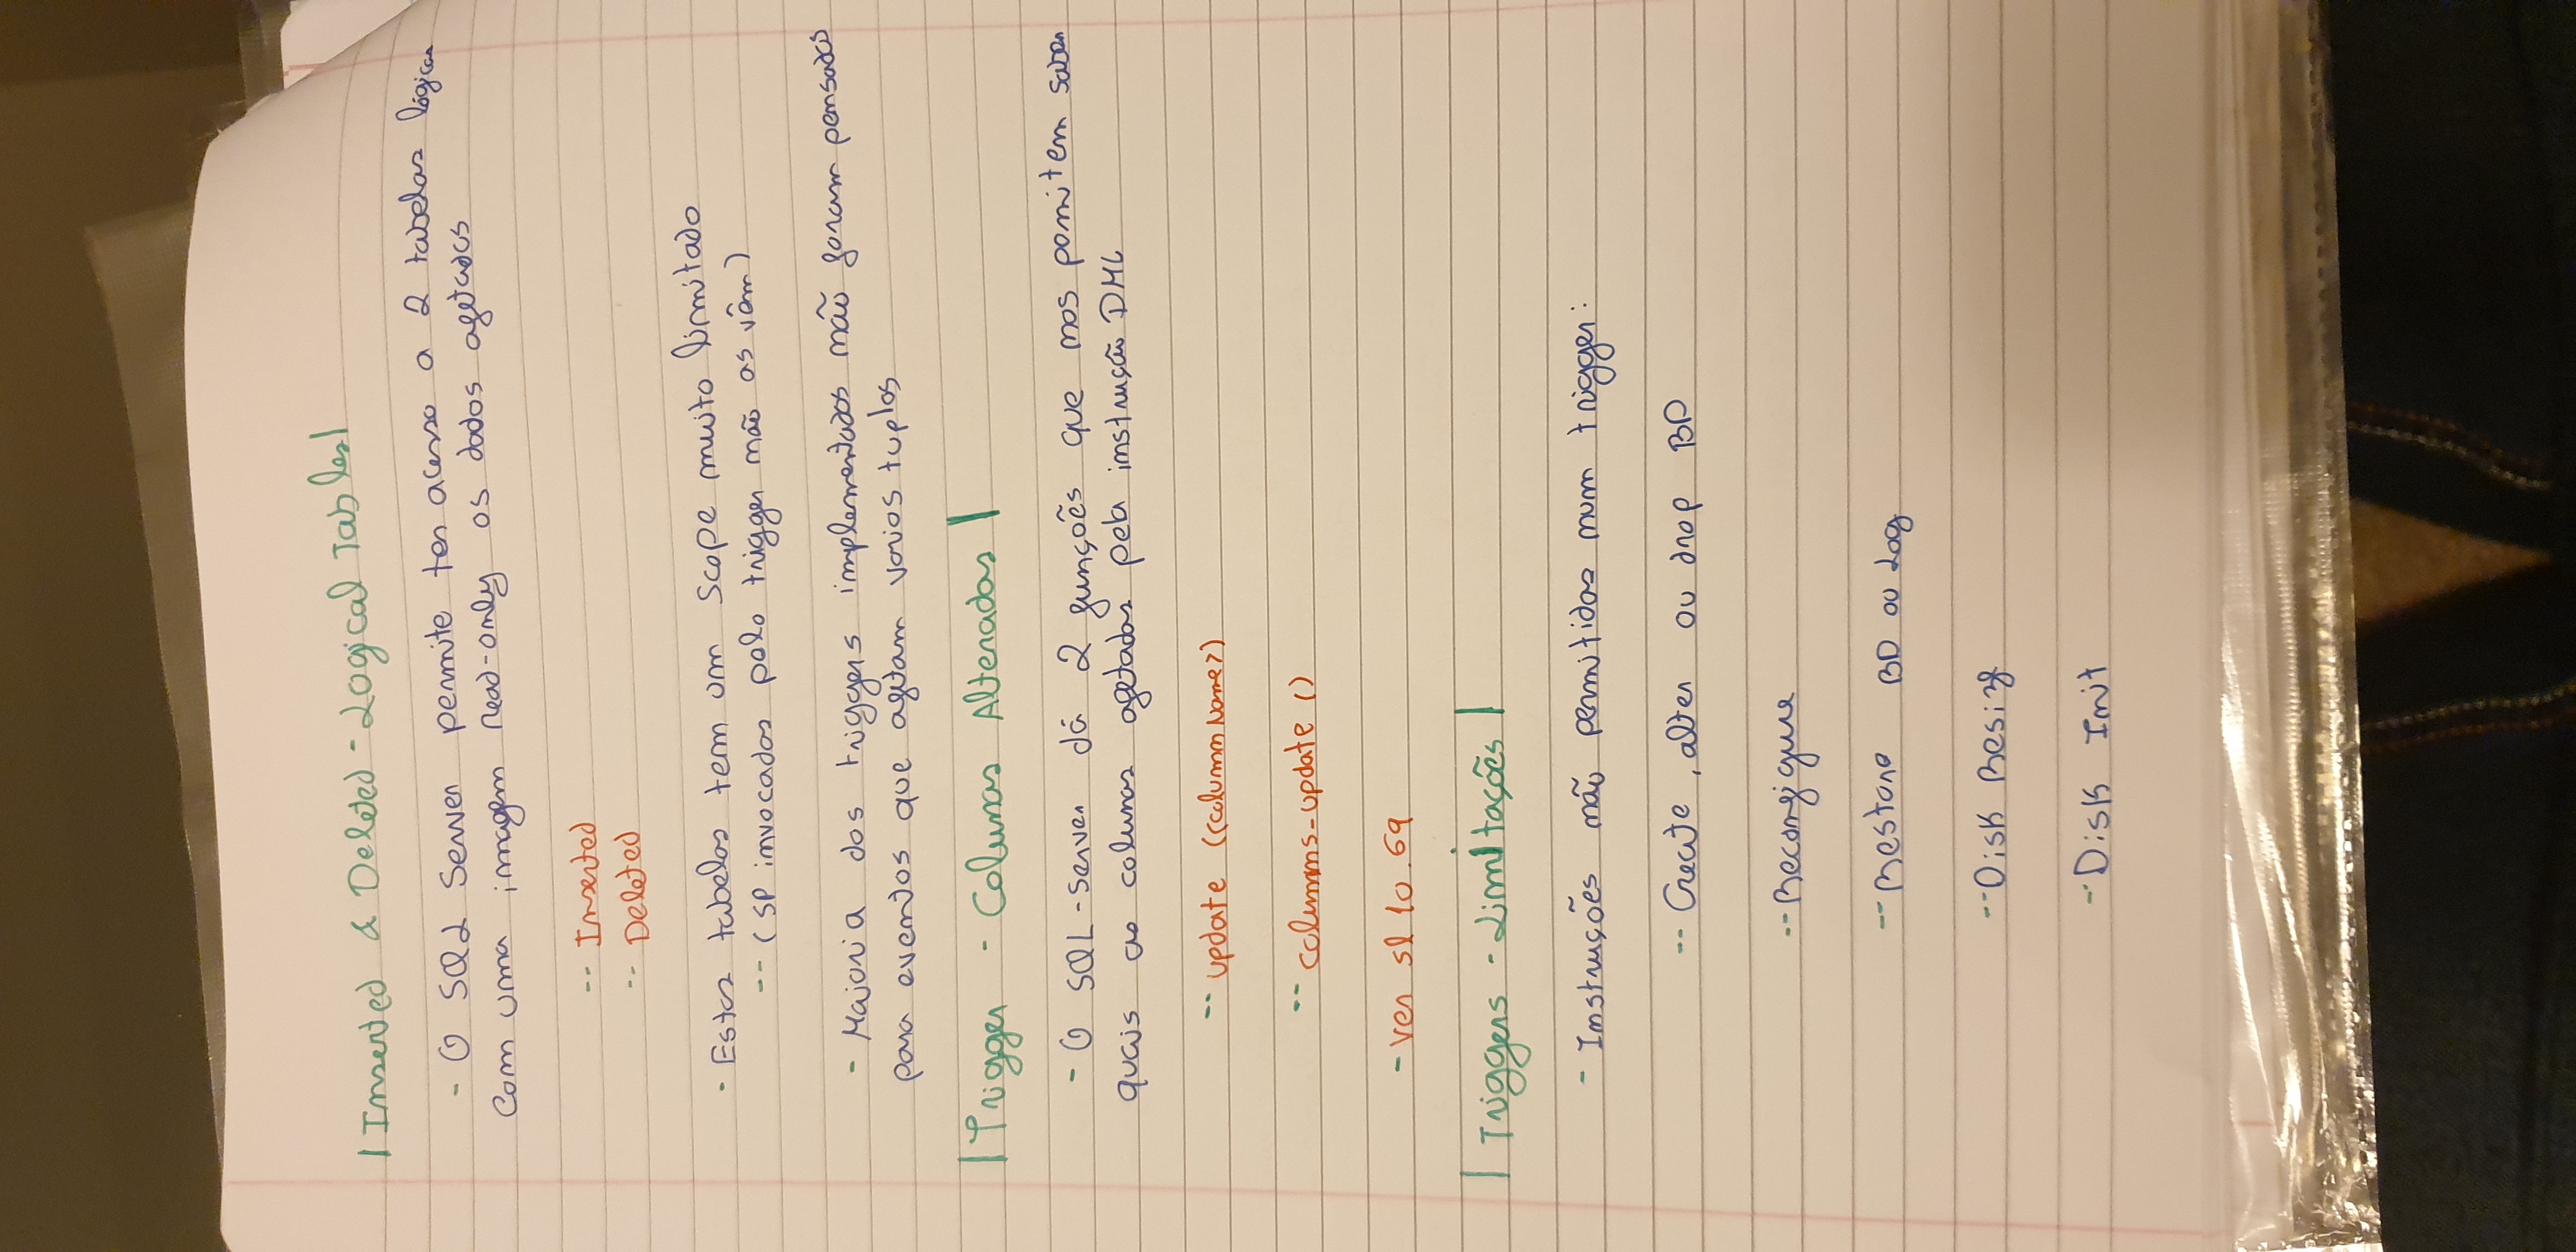 | Inserted & Deleted - Logical Tables |
- O SQL Server permite ter acesso a 2 tabelas lógicas
com uma imagem read-only os dados afetados
-- Inserted
-- Deleted
- Estas tabelas tem um scope muito limitado
-- (SP invocados pelo trigger não as vêm)
- Maioria dos triggers implementados não foram pensados
para eventos que afetam varios tuplos
| Trigger - Colunas Alteradas |
- O SQL-Server dá 2 funções que nos pomitem saber
quais as colunas afetadas pela instrução DML
-- update (<columnName>)
-- columns-update ()
- Ver sl 10.69
| Triggers - Limitações |
- Instruções não permitidas num trigger:
-- Create, alter ou drop BD
-- Reconfigure
-- Restore BD ou Log
-- Disk Resize
-- Disk Init